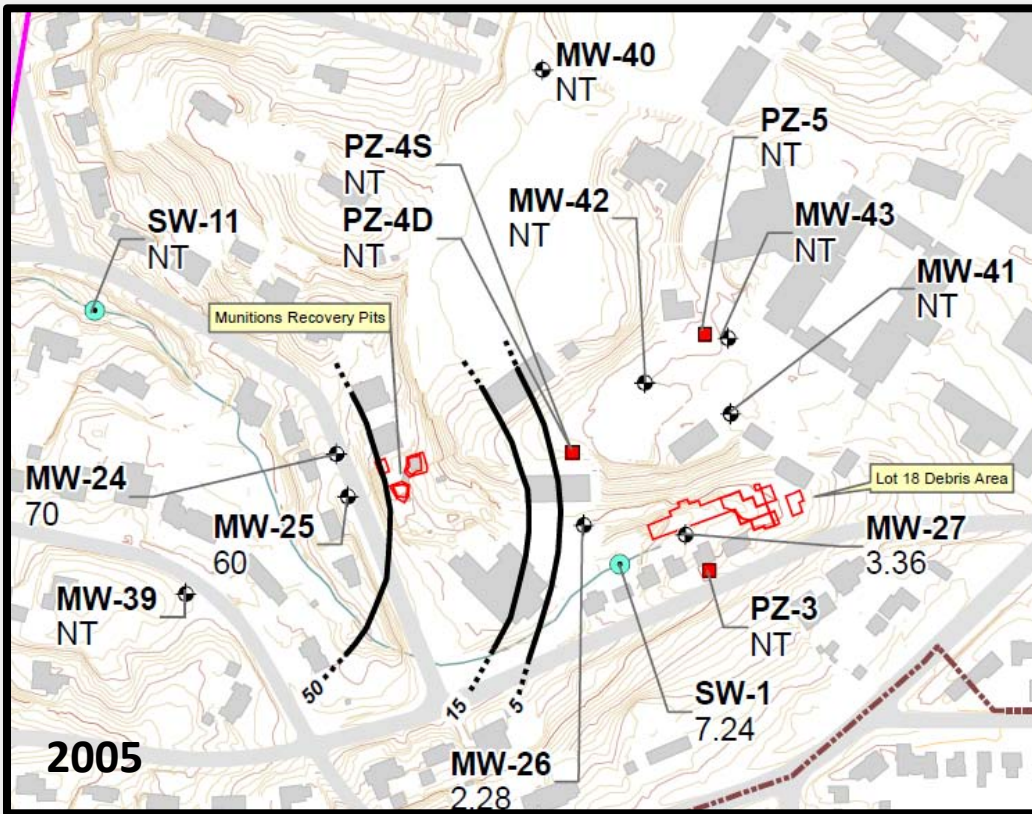 MW-40
NT
PZ-4S
NT
PZ-4D
NT
PZ-5
NT
MW-42
NT
MW-43
NT
SW-11
NT
MW-41
NT
Munitions Recovery Pits
MW-24
70
MW-25
60
Lot 18 Debris Area
MW-27
3.36
MW-39
NT
PZ-3
NT
50
15
5
SW-1
7.24
2005
MW-26
2.28